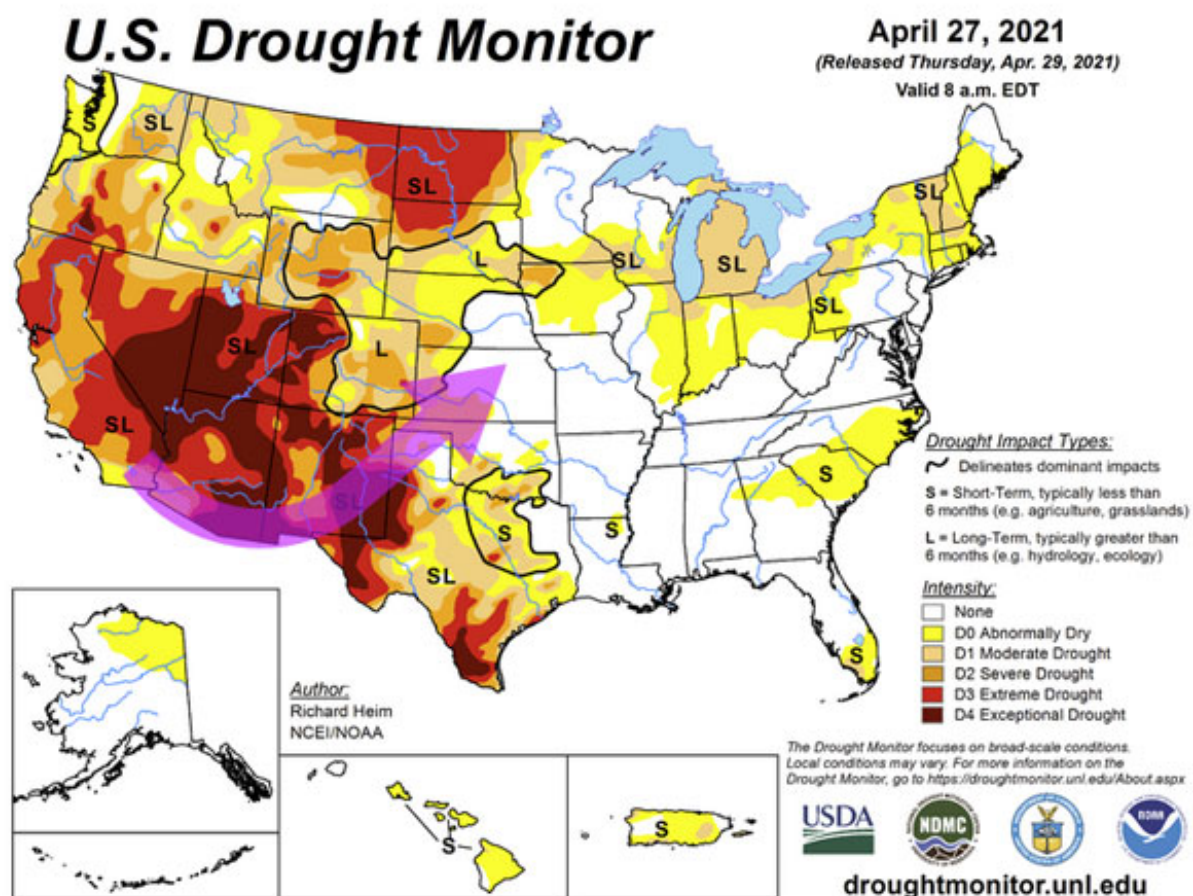 U.S. Drought Monitor
April 27, 2021
(Released Thursday, Apr. 29, 2021)
Valid 8 a.m. EDT
S
SL
SL
SL
L
SL
SL
SL
SL
L
SL
SL
S
S
S
SL
S
Drought Impact Types:
Delineates dominant impacts
S = Short-Term, typically less than
6 months (e.g. agriculture, grasslands)
L = Long-Term, typically greater than
6 months (e.g. hydrology, ecology)
Intensity:
None
D0 Abnormally Dry
D1 Moderate Drought
D2 Severe Drought
D3 Extreme Drought
D4 Exceptional Drought
Author:
Richard Heim
NCEI/NOAA
S
S
The Drought Monitor focuses on broad-scale conditions.
Local conditions may vary. For more information on the
Drought Monitor, go to https://droughtmonitor.unl.edu/About.aspx
USDA
NDMC
NOAA
droughtmonitor.unl.edu